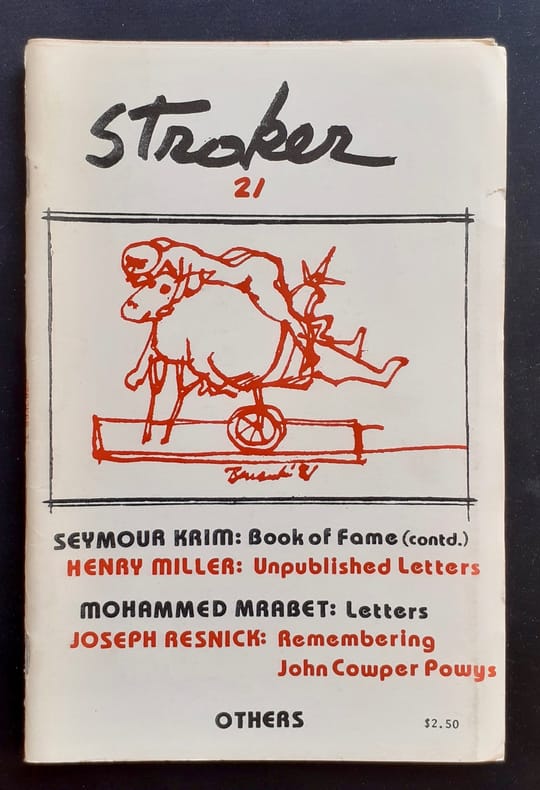 Stroker
21
'81
SEYMOUR KRIM: Book of Fame (contd.)
HENRY MILLER: Unpublished Letters
MOHAMMED MRABET: Letters
JOSEPH RESNICK: Remembering
John Cowper Powys
OTHERS
$2.50